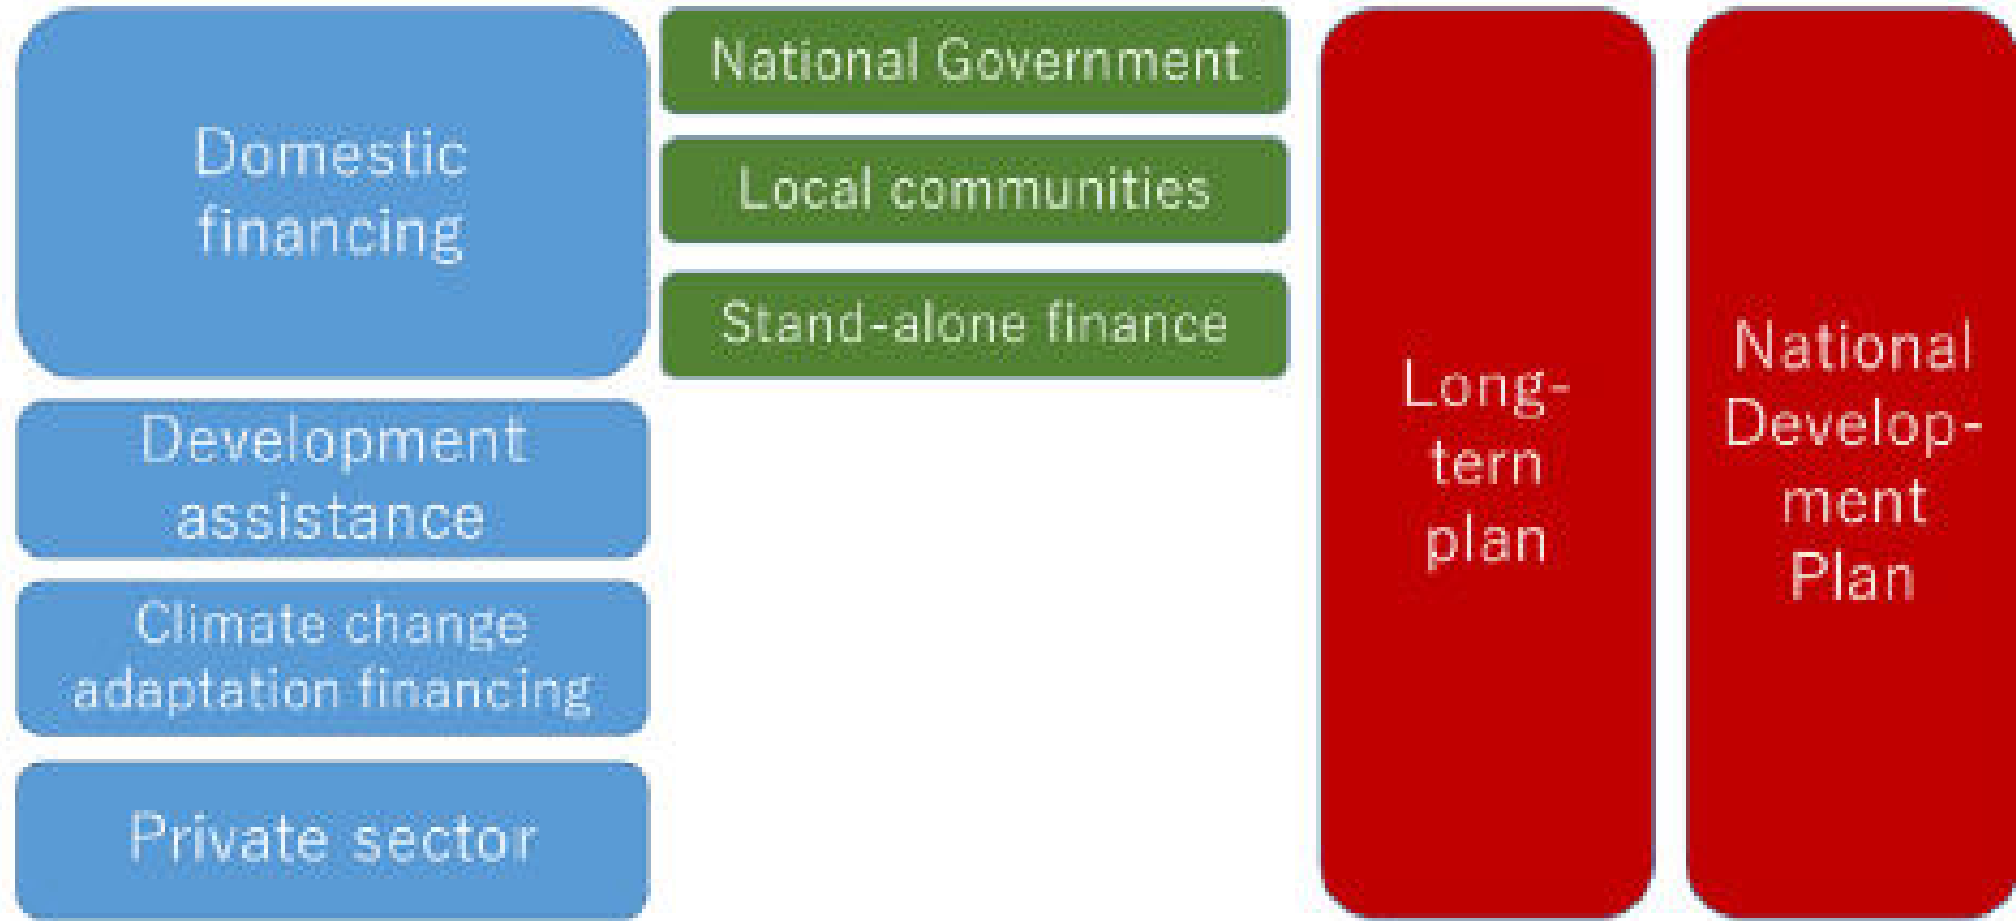 Domestic
financing
National Government
Local communities
Stand-alone finance
Development
assistance
Climate change
adaptation financing
Private sector
Long-
tern
plan
National
Develop-
ment
Plan